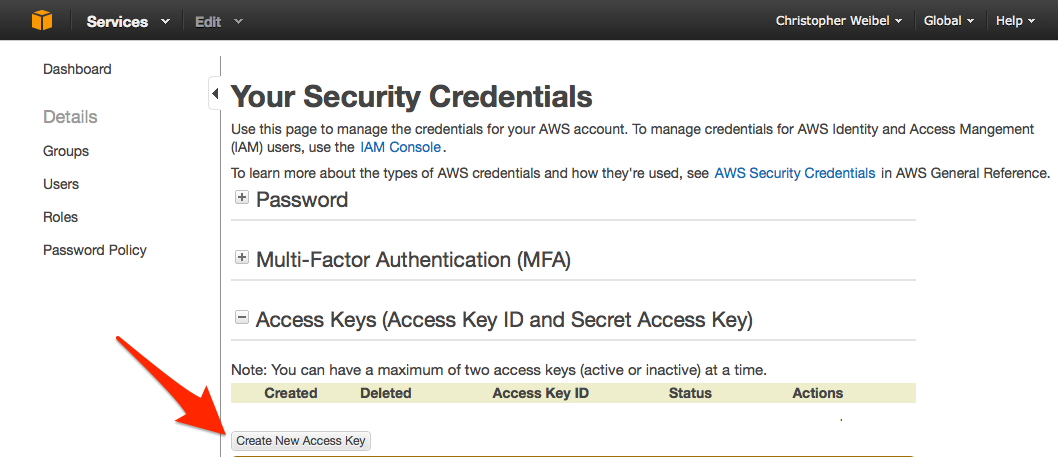 Services Edit Christopher Weibel Global Help
Dashboard
Details
Groups
Users
Roles
Password Policy
Your Security Credentials
Use this page to manage the credentials for your AWS account. To manage credentials for AWS Identity and Access Mangement
(IAM) users, use the IAM Console.
To learn more about the types of AWS credentials and how they're used, see AWS Security Credentials in AWS General Reference.
Password
Multi-Factor Authentication (MFA)
Access Keys (Access Key ID and Secret Access Key)
Note: You can have a maximum of two access keys (active or inactive) at a time.
Created Deleted Access Key ID Status Actions
Create New Access Key